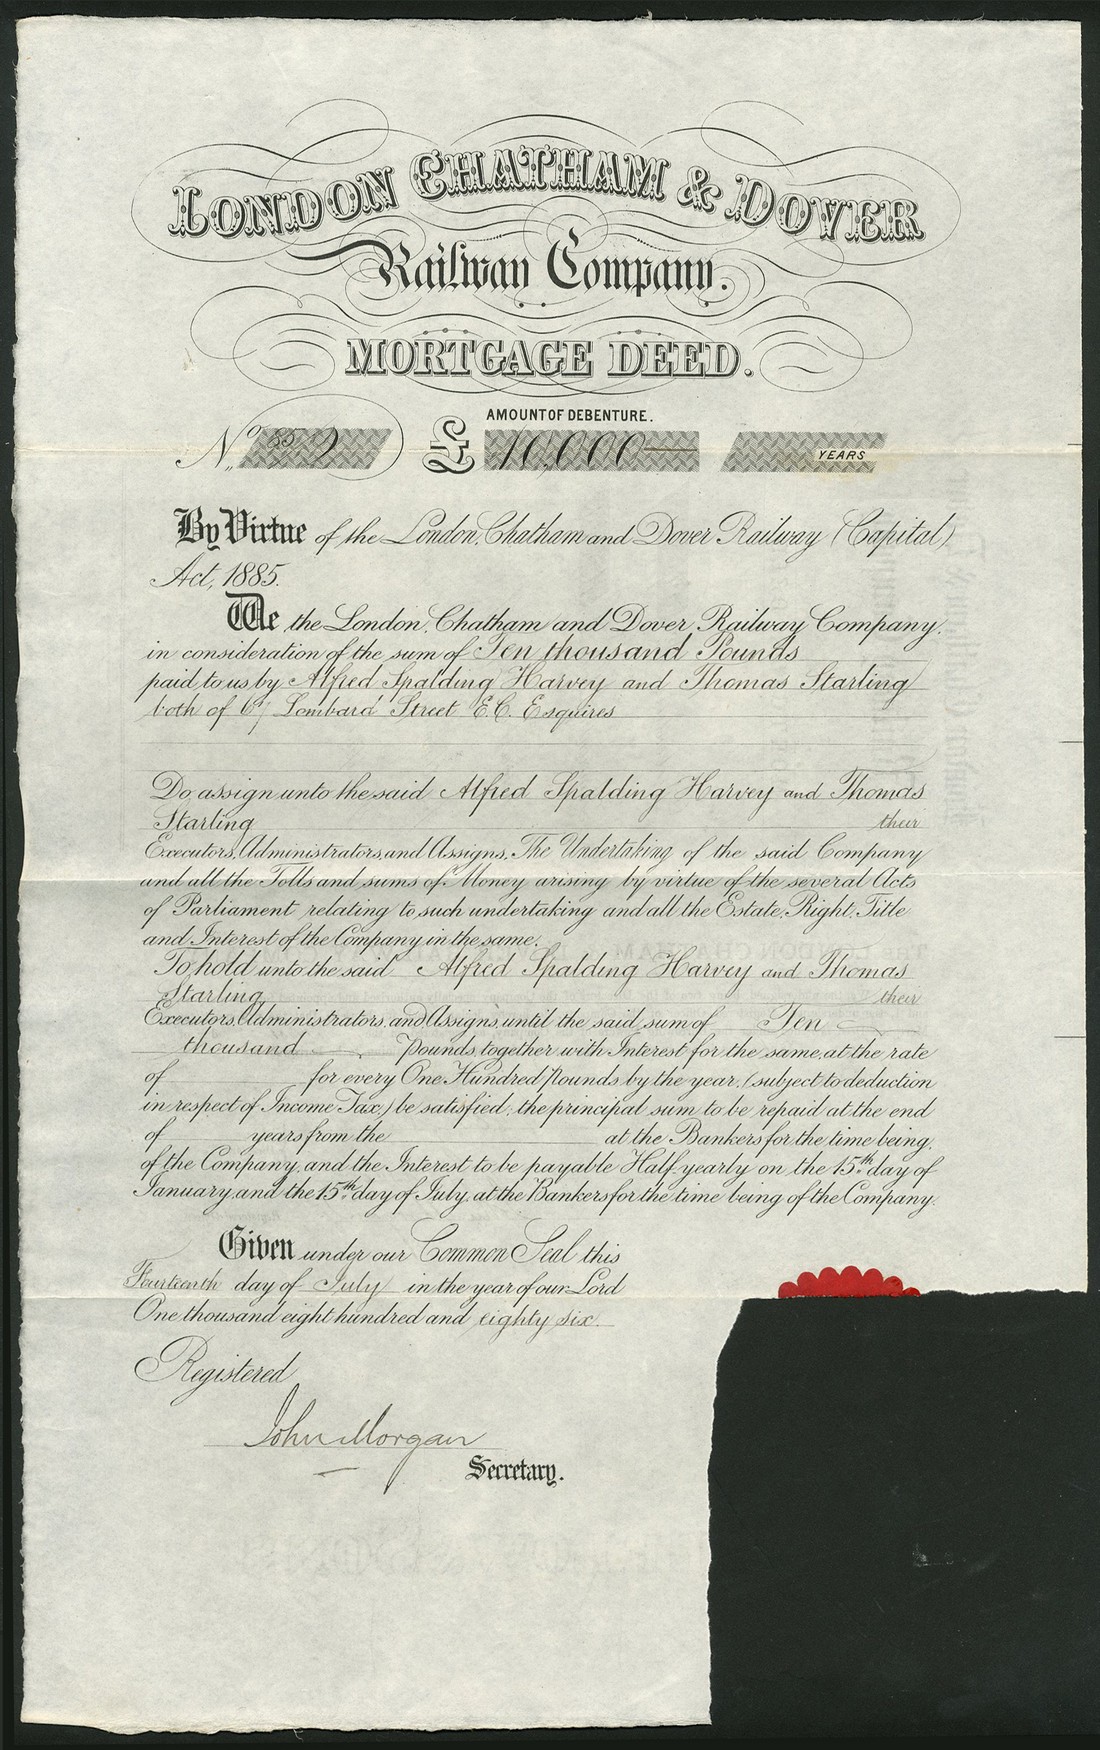 LONDON CHATHAM & DOVER
Railway Company.
MORTGAGE DEED.
AMOUNT OF DEBENTURE.
No. £ 10,000 YEARS
By Virtue of the London, Chatham and Dover Railway (Capital)
Act, 1885.
We the London, Chatham and Dover Railway Company,
in consideration of the sum of Ten thousand Pounds
paid to us by Alfred Spalding Harvey and Thomas Starling
both of 67 Lombard Street E.C. Esquires
Do assign unto the said Alfred Spalding Harvey and Thomas
Starling their
Executors, Administrators, and Assigns, The Undertaking of the said Company
and all the Tolls and sums of Money arising by virtue of the several Acts
of Parliament relating to such undertaking and all the Estate, Right, Title
and Interest of the Company in the same.
To hold unto the said Alfred Spalding Harvey and Thomas
Starling their
Executors, Administrators, and Assigns, until the said sum of Ten
thousand Pounds, together with Interest for the same, at the rate
of for every One Hundred Pounds by the year, (subject to deduction
in respect of Income Tax,) be satisfied; the principal sum to be repaid at the end
of years from the at the Bankers for the time being,
of the Company, and the Interest to be payable Half-yearly on the 15th day of
January, and the 15th day of July, at the Bankers for the time being of the Company.
Given under our Common Seal this
Fourteenth day of July in the year of our Lord
One thousand eight hundred and eighty six.
Registered
John Morgan
Secretary.